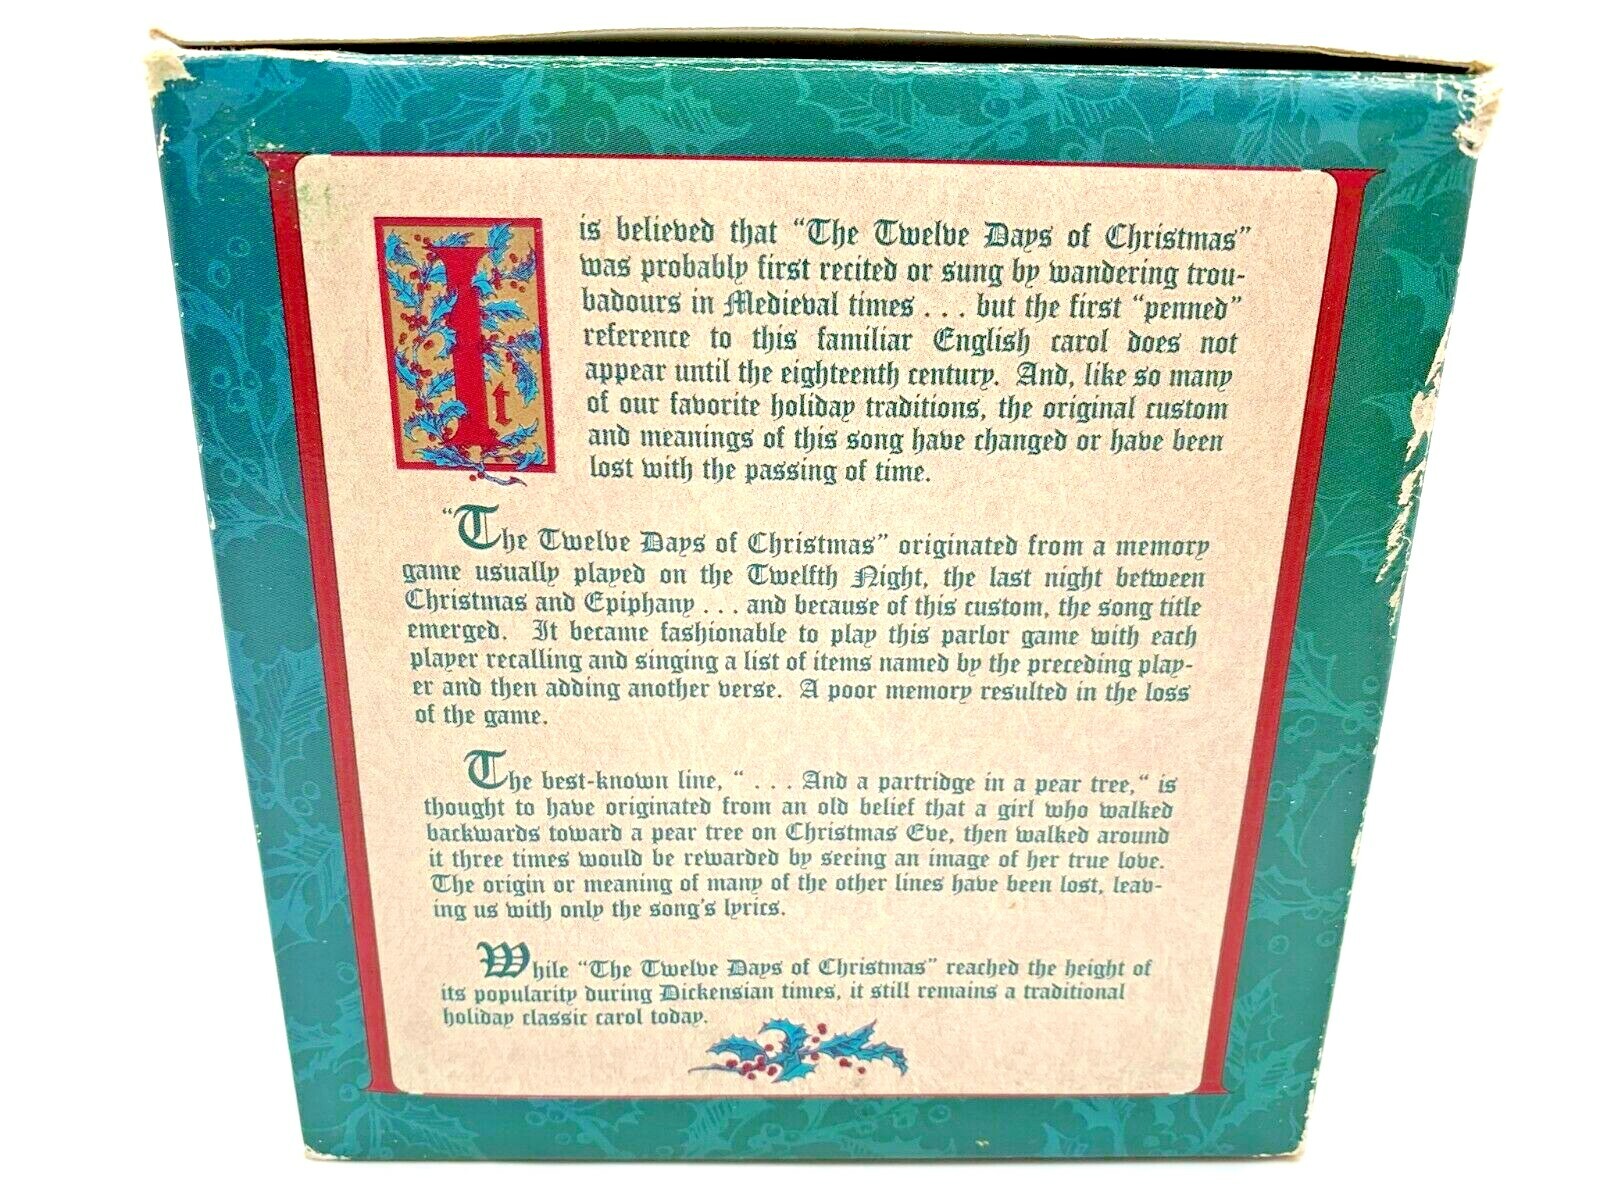 It is believed that “The Twelve Days of Christmas”
was probably first recited or sung by wandering trou-
badours in Medieval times . . . but the first “penned”
reference to this familiar English carol does not
appear until the eighteenth century. And, like so many
of our favorite holiday traditions, the original custom
and meanings of this song have changed or have been
lost with the passing of time.
“The Twelve Days of Christmas” originated from a memory
game usually played on the Twelfth Night, the last night between
Christmas and Epiphany . . . and because of this custom, the song title
emerged. It became fashionable to play this parlor game with each
player recalling and singing a list of items named by the preceding play-
er and then adding another verse. A poor memory resulted in the loss
of the game.
The best-known line, “. . . And a partridge in a pear tree,“ is
thought to have originated from an old belief that a girl who walked
backwards toward a pear tree on Christmas Eve, then walked around
it three times would be rewarded by seeing an image of her true love.
The origin or meaning of many of the other lines have been lost, leav-
ing us with only the song's lyrics.
While “The Twelve Days of Christmas” reached the height of
its popularity during Dickensian times, it still remains a traditional
holiday classic carol today.